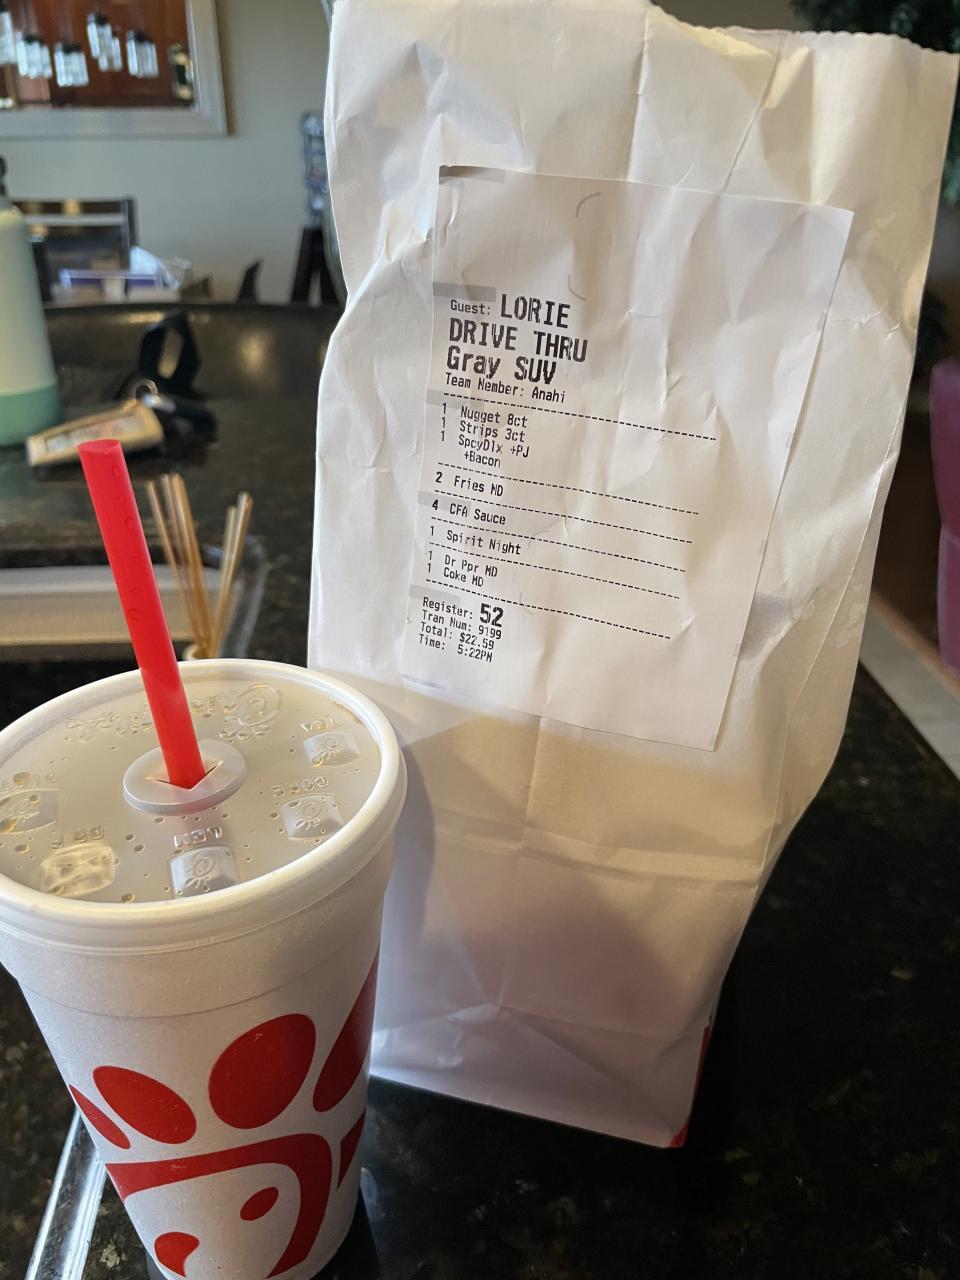 Guest: LORIE
DRIVE THRU
Gray SUV
Team Member: Anahi
1 Nugget 8ct
1 Strips 3ct
1 SpcyDlx +PJ
+Bacon
2 Fries MD
4 CFA Sauce
1 Spirit Night
1 Dr Ppr MD
1 Coke MD
Register: 52
Tran Num: 9199
Total: $22.59
Time: 5:22PM